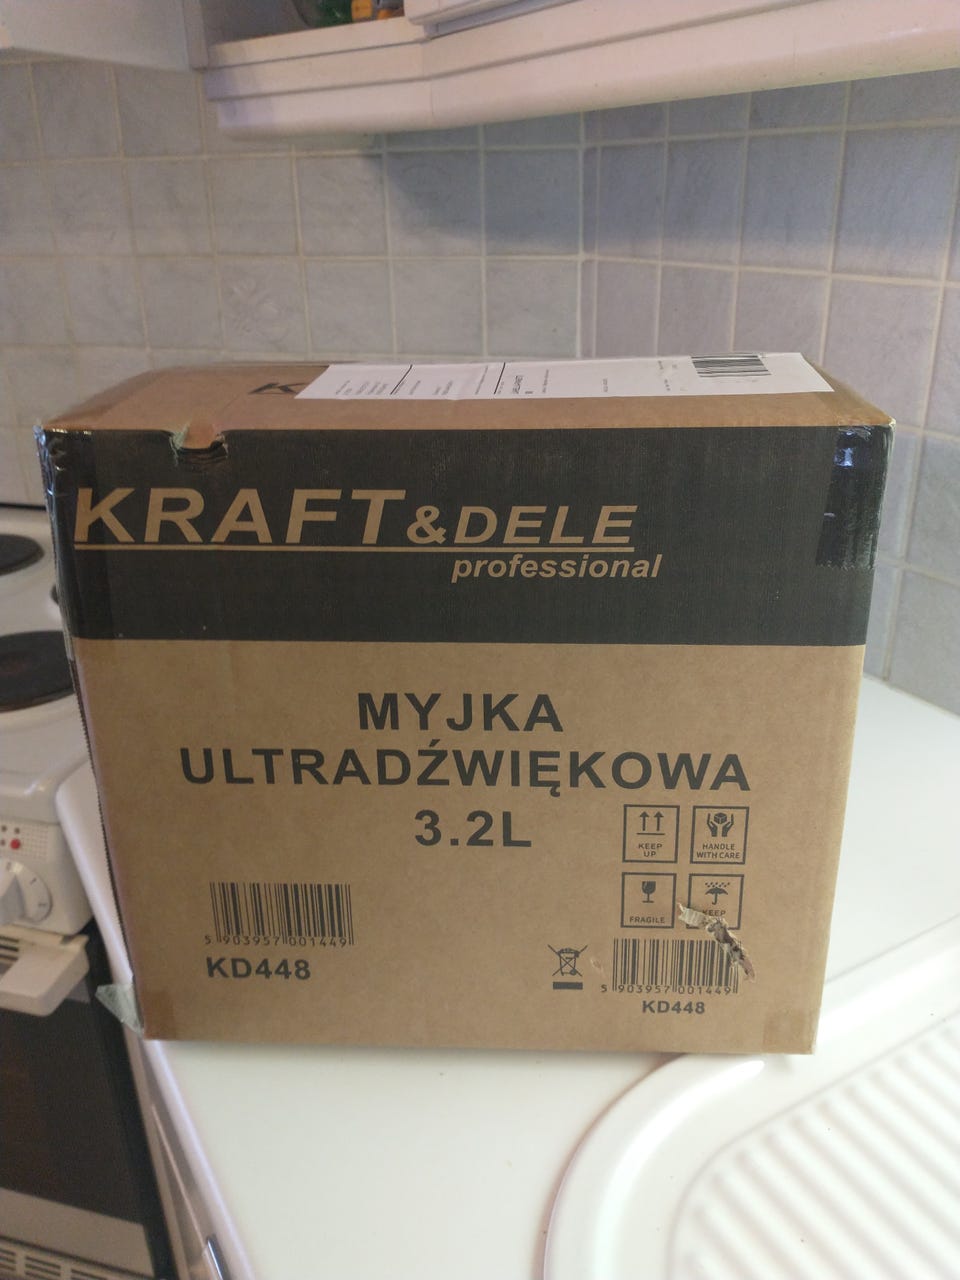 K
KRAFT&DELE
professional
MYJKA
ULTRADŹWIĘKOWA
3.2L
KEEP
UP
HANDLE
WITH CARE
FRAGILE
KEEP
5 903957 001449
KD448
5 903957 001449
KD448